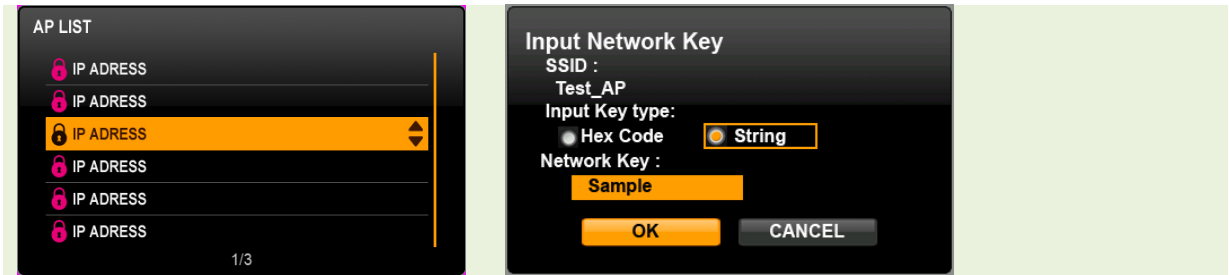 AP LIST
IP ADRESS
IP ADRESS
IP ADRESS
IP ADRESS
IP ADRESS
IP ADRESS
1/3
Input Network Key
SSID :
Test_AP
Input Key type:
Hex Code String
Network Key :
Sample
OK CANCEL